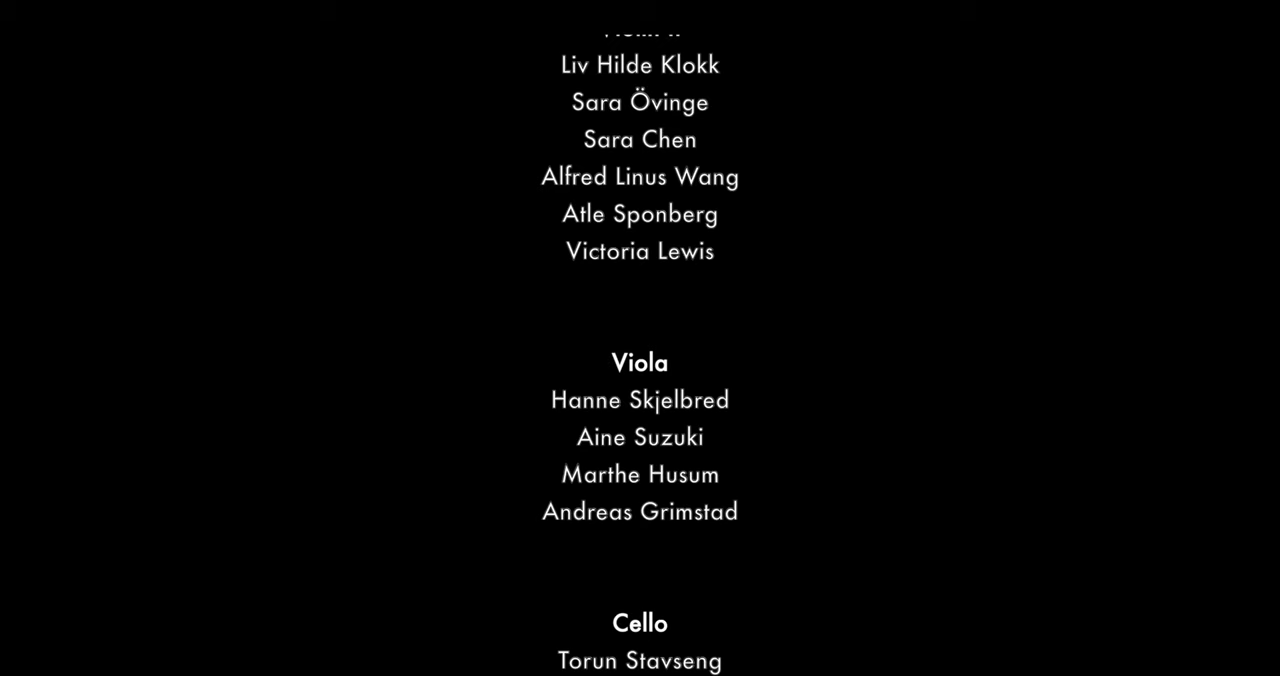 Liv Hilde Klokk
Sara Övinge
Sara Chen
Alfred Linus Wang
Atle Sponberg
Victoria Lewis
Viola
Hanne Skjelbred
Aine Suzuki
Marthe Husum
Andreas Grimstad
Cello
Torun Stavseng